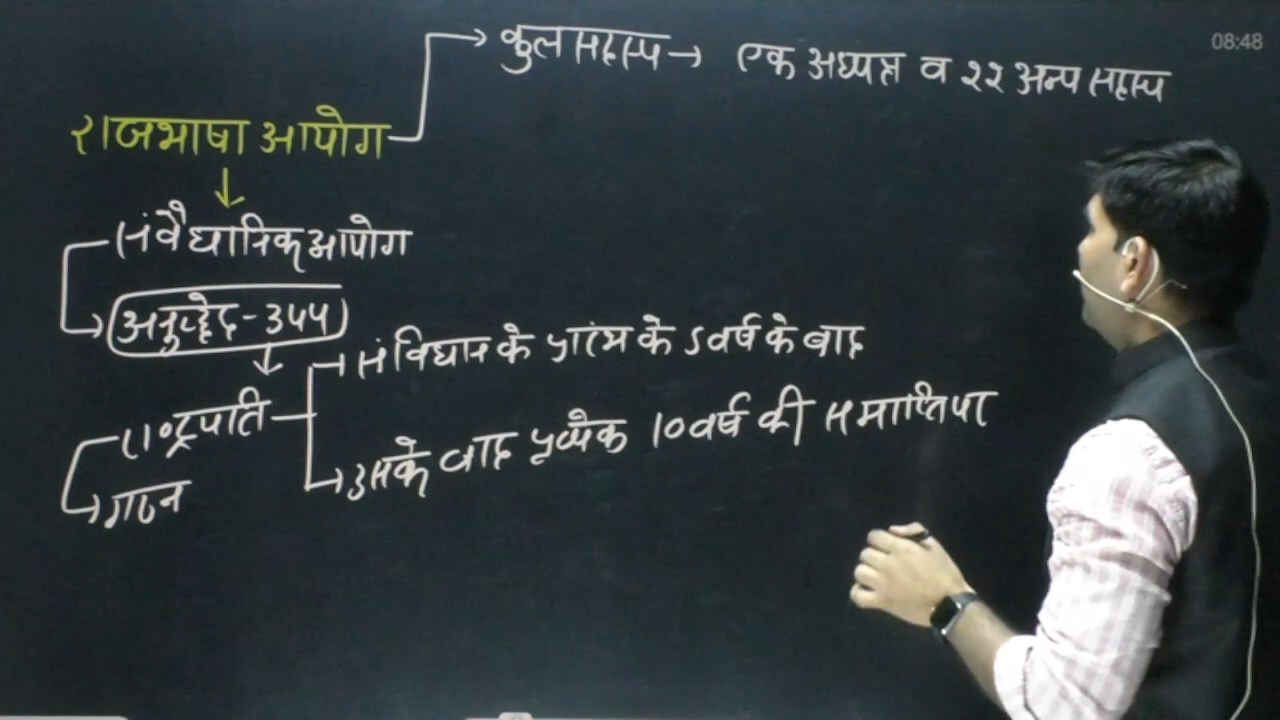 08:48
कुल सदस्य → एक अध्यक्ष व २२ अन्य सदस्य
राजभाषा आयोग
संवैधानिक आयोग
अनुच्छेद-344
संविधान के प्रारंभ के 5 वर्ष के बाद
राष्ट्रपति
उसके बाद प्रत्येक 10 वर्ष की समाप्ति पर
गठन